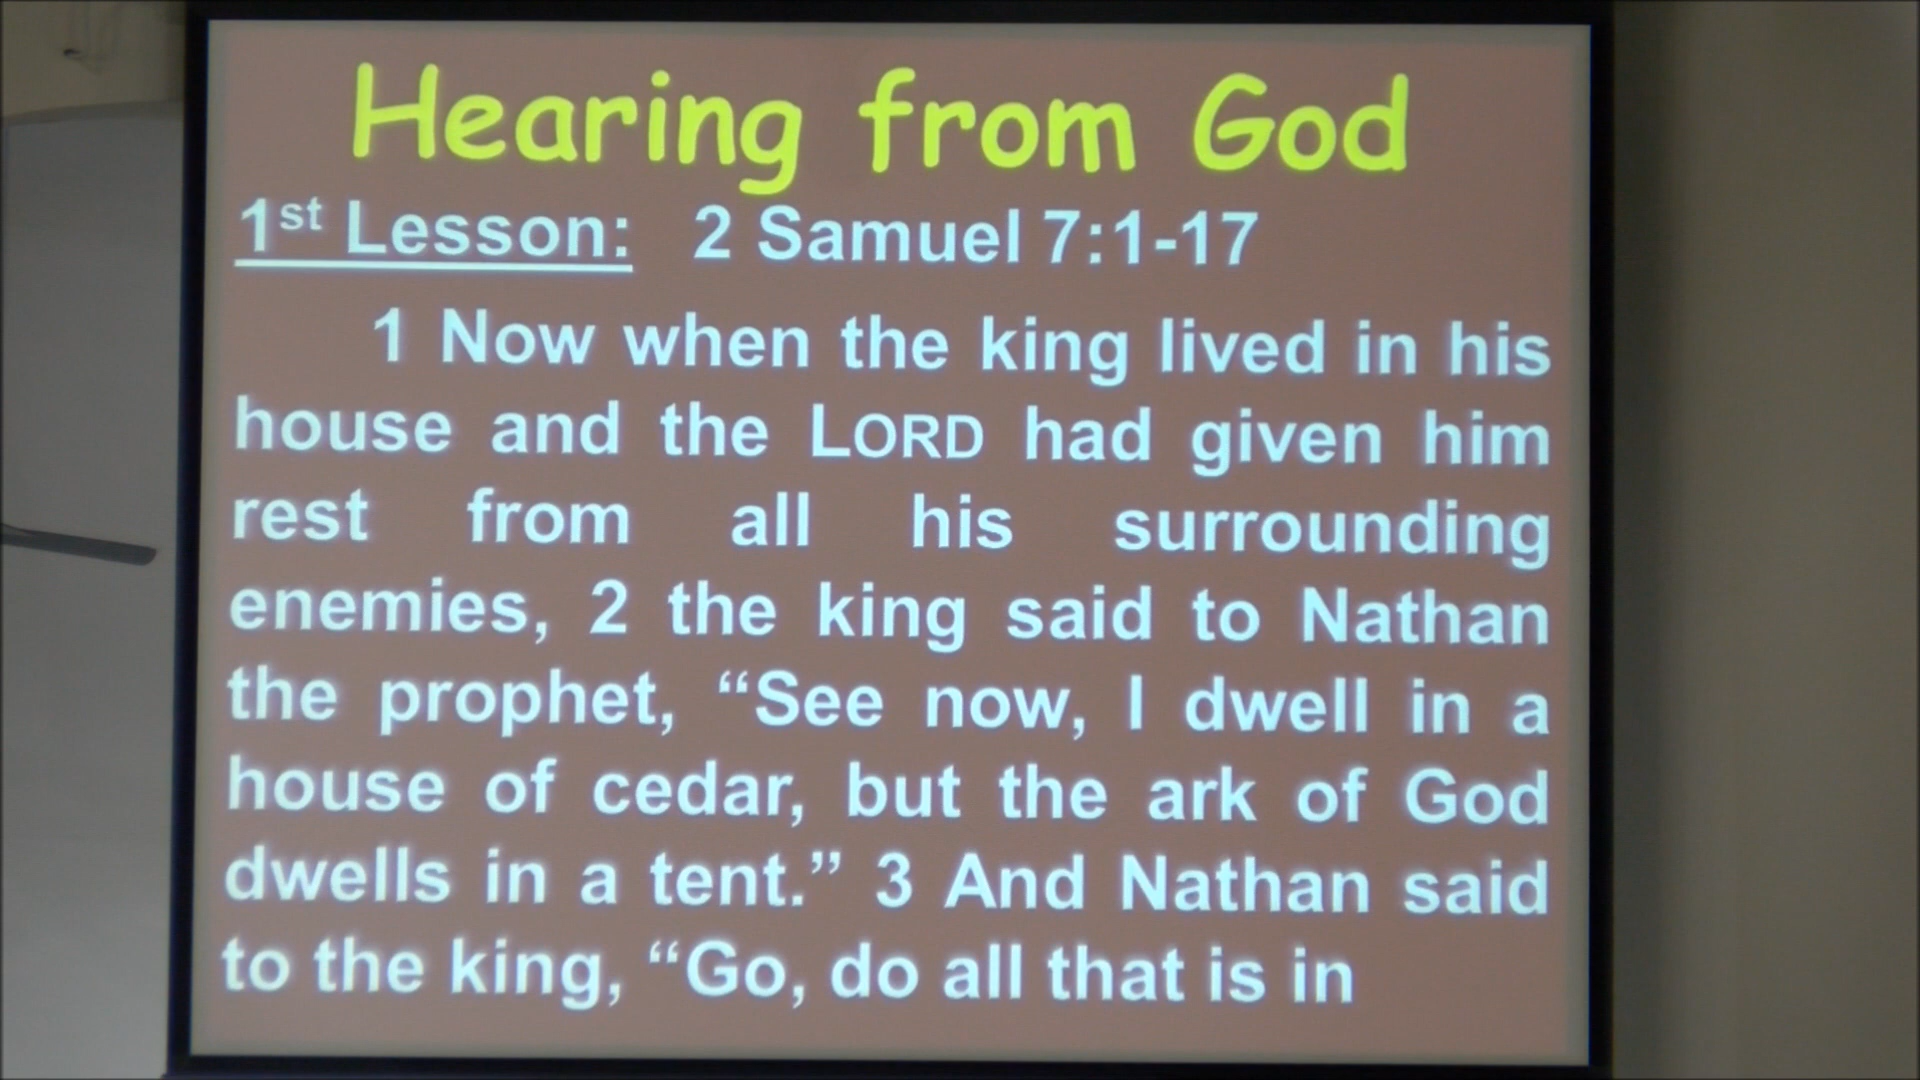 Hearing from God
1st Lesson: 2 Samuel 7:1-17
1 Now when the king lived in his
house and the LORD had given him
rest from all his surrounding
enemies, 2 the king said to Nathan
the prophet, “See now, I dwell in a
house of cedar, but the ark of God
dwells in a tent.” 3 And Nathan said
to the king, “Go, do all that is in